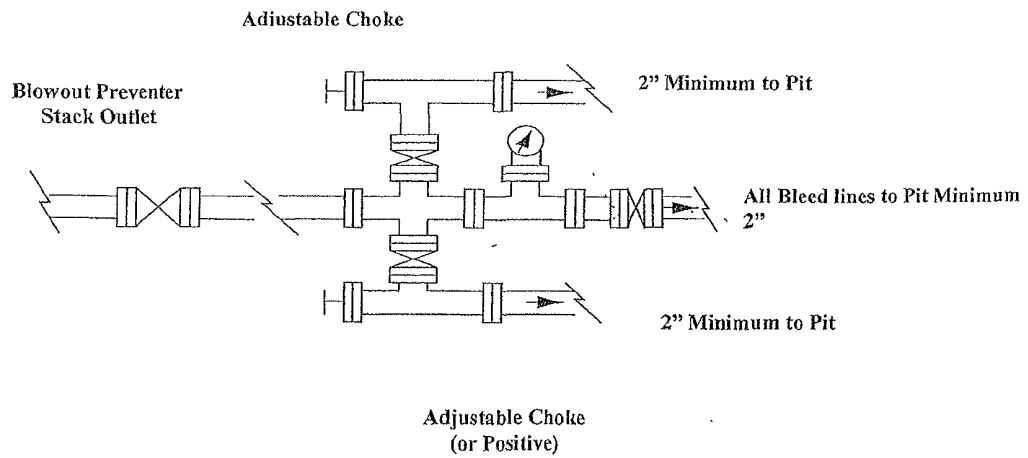 Adjustable Choke
Blowout Preventer
Stack Outlet
2" Minimum to Pit
All Bleed lines to Pit Minimum
2"
2" Minimum to Pit
Adjustable Choke
(or Positive)